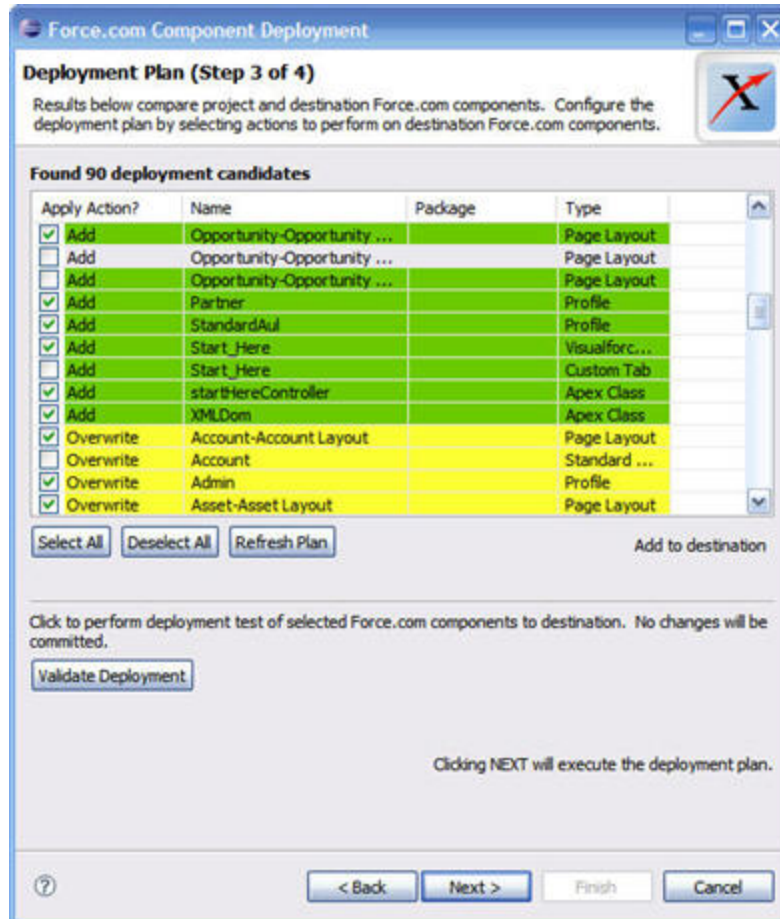 Force.com Component Deployment
Deployment Plan (Step 3 of 4)
Results below compare project and destination Force.com components. Configure the
deployment plan by selecting actions to perform on destination Force.com components.
Found 90 deployment candidates
Apply Action? Name Package Type
Add Opportunity-Opportunity ... Page Layout
Add Opportunity-Opportunity ... Page Layout
Add Opportunity-Opportunity ... Page Layout
Add Partner Profile
Add StandardAul Profile
Add Start_Here Visualforc...
Add Start_Here Custom Tab
Add startHereController Apex Class
Add XMLDom Apex Class
Overwrite Account-Account Layout Page Layout
Overwrite Account Standard ...
Overwrite Admin Profile
Overwrite Asset-Asset Layout Page Layout
Select All Deselect All Refresh Plan Add to destination
Click to perform deployment test of selected Force.com components to destination. No changes will be
committed.
Validate Deployment
Clicking NEXT will execute the deployment plan.
? < Back Next > Finish Cancel